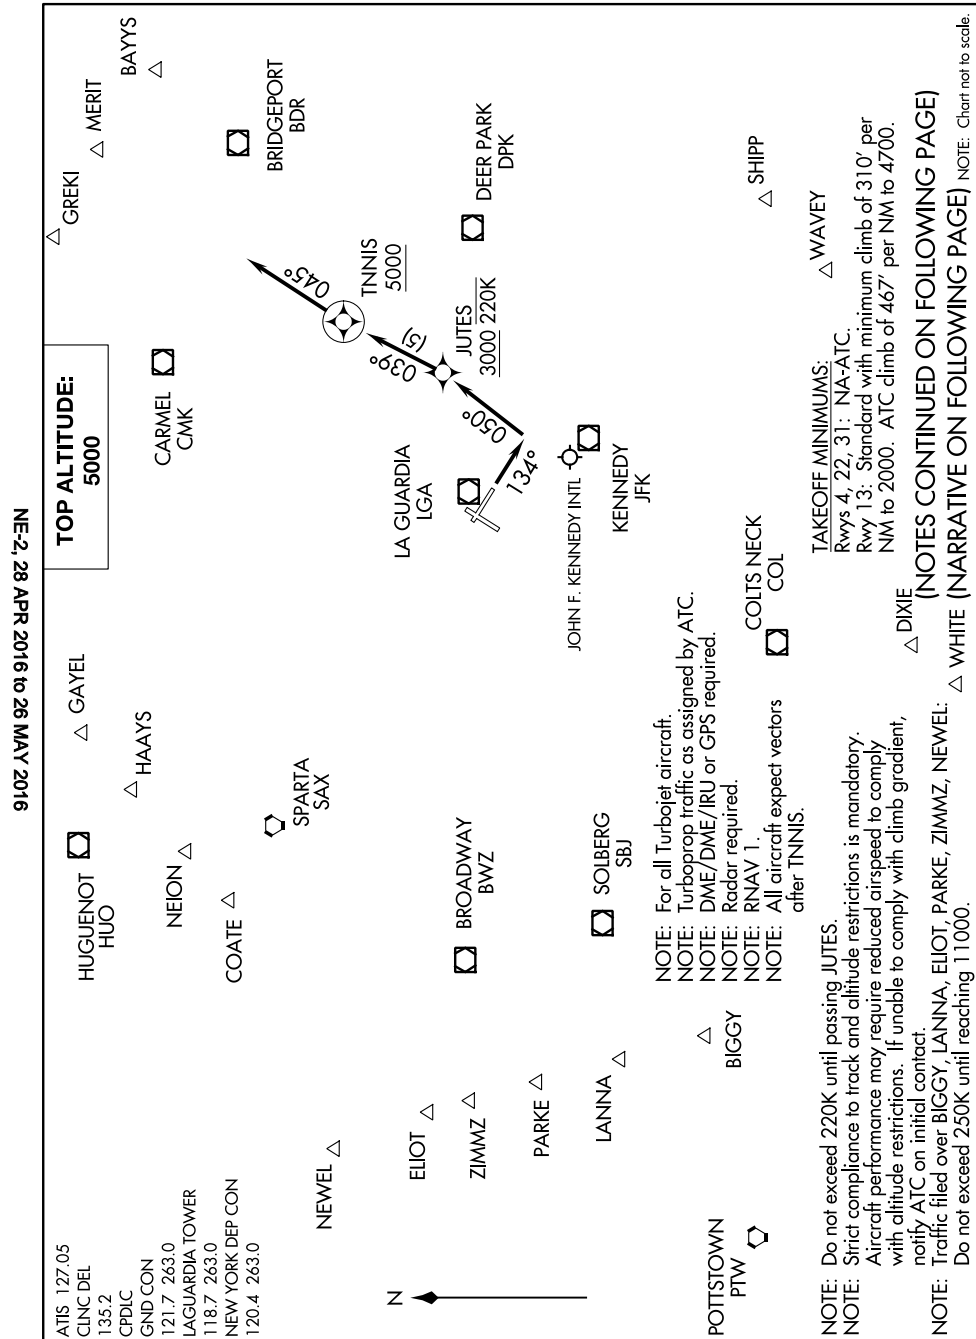 NE-2, 28 APR 2016 to 26 MAY 2016
ATIS 127.05
CLNC DEL
135.2
CPDLC
GND CON
121.7 263.0
LAGUARDIA TOWER
118.7 263.0
NEW YORK DEP CON
120.4 263.0
TOP ALTITUDE:
5000
HUGUENOT
HUO
GAYEL
HAAYS
NEION
COATE
SPARTA
SAX
CARMEL
CMK
GREKI
MERIT
BAYYS
BRIDGEPORT
BDR
045°
TNNIS
5000
039°
(5)
JUTES
3000 220K
050°
134°
DEER PARK
DPK
LA GUARDIA
LGA
JOHN F. KENNEDY INTL
KENNEDY
JFK
N
NEWEL
ELIOT
ZIMMZ
PARKE
LANNA
BIGGY
BROADWAY
BWZ
SOLBERG
SBJ
POTTSTOWN
PTW
COLTS NECK
COL
SHIPP
WAVEY
DIXIE
WHITE
NOTE: For all Turbojet aircraft.
NOTE: Turboprop traffic as assigned by ATC.
NOTE: DME/DME/IRU or GPS required.
NOTE: Radar required.
NOTE: RNAV 1.
NOTE: All aircraft expect vectors
after TNNIS.
NOTE: Do not exceed 220K until passing JUTES.
NOTE: Strict compliance to track and altitude restrictions is mandatory.
Aircraft performance may require reduced airspeed to comply
with altitude restrictions. If unable to comply with climb gradient,
notify ATC on initial contact.
NOTE: Traffic filed over BIGGY, LANNA, ELIOT, PARKE, ZIMMZ, NEWEL:
Do not exceed 250K until reaching 11000.
TAKEOFF MINIMUMS:
Rwys 4, 22, 31: NA-ATC.
Rwy 13: Standard with minimum climb of 310' per
NM to 2000. ATC climb of 467' per NM to 4700.
(NOTES CONTINUED ON FOLLOWING PAGE)
(NARRATIVE ON FOLLOWING PAGE)
NOTE: Chart not to scale.